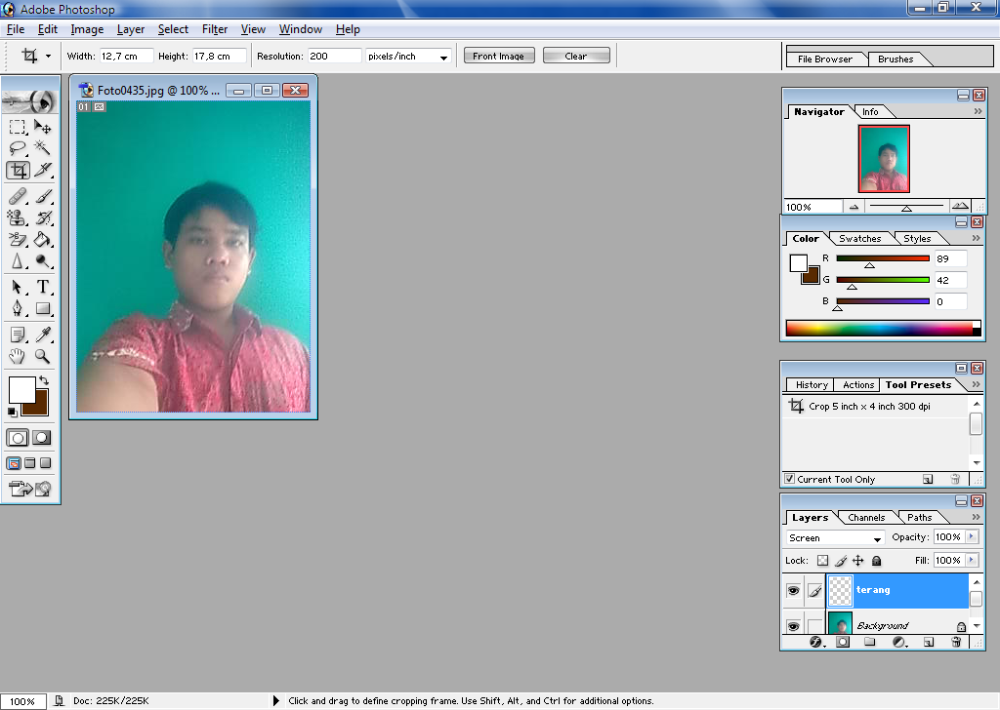 Adobe Photoshop
File Edit Image Layer Select Filter View Window Help
Width: 12,7 cm Height: 17,8 cm Resolution: 200 pixels/inch Front Image Clear File Browser Brushes
Foto0435.jpg @ 100% ...
01
Navigator Info
100%
Color Swatches Styles
R 89
G 42
B 0
History Actions Tool Presets
Crop 5 inch x 4 inch 300 dpi
Current Tool Only
Layers Channels Paths
Screen Opacity: 100%
Lock: Fill: 100%
terang
Background
100% Doc: 225K/225K Click and drag to define cropping frame. Use Shift, Alt, and Ctrl for additional options.